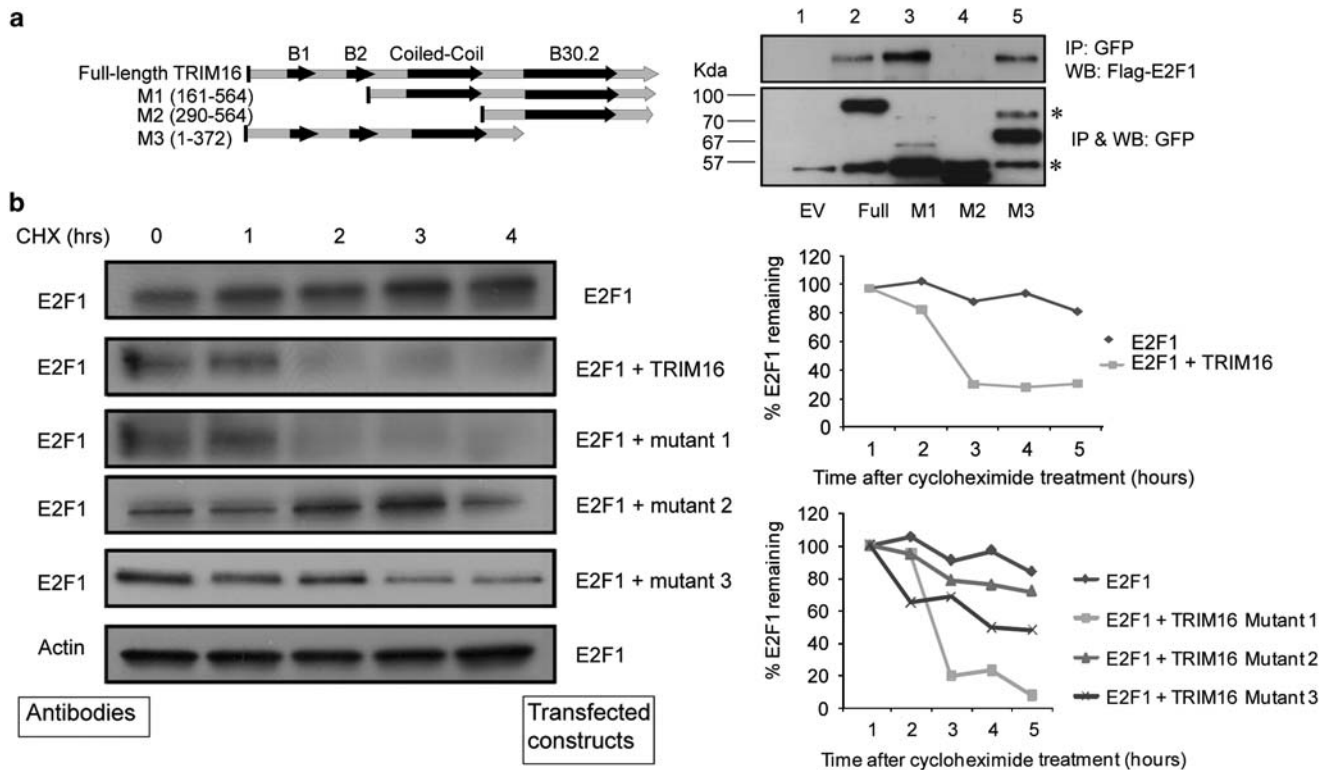 a
B1 B2 Coiled-Coil B30.2
Full-length TRIM16
M1 (161-564)
M2 (290-564)
M3 (1-372)
1 2 3 4 5
IP: GFP
WB: Flag-E2F1
Kda
100
70
67
57
*
IP & WB: GFP
*
EV Full M1 M2 M3
b
CHX (hrs) 0 1 2 3 4
E2F1 E2F1
E2F1 E2F1 + TRIM16
E2F1 E2F1 + mutant 1
E2F1 E2F1 + mutant 2
E2F1 E2F1 + mutant 3
Actin E2F1
Antibodies
Transfected
constructs
% E2F1 remaining
120
100
80
60
40
20
0
1 2 3 4 5
Time after cycloheximide treatment (hours)
E2F1
E2F1 + TRIM16
% E2F1 remaining
120
100
80
60
40
20
0
1 2 3 4 5
Time after cycloheximide treatment (hours)
E2F1
E2F1 + TRIM16 Mutant 1
E2F1 + TRIM16 Mutant 2
E2F1 + TRIM16 Mutant 3